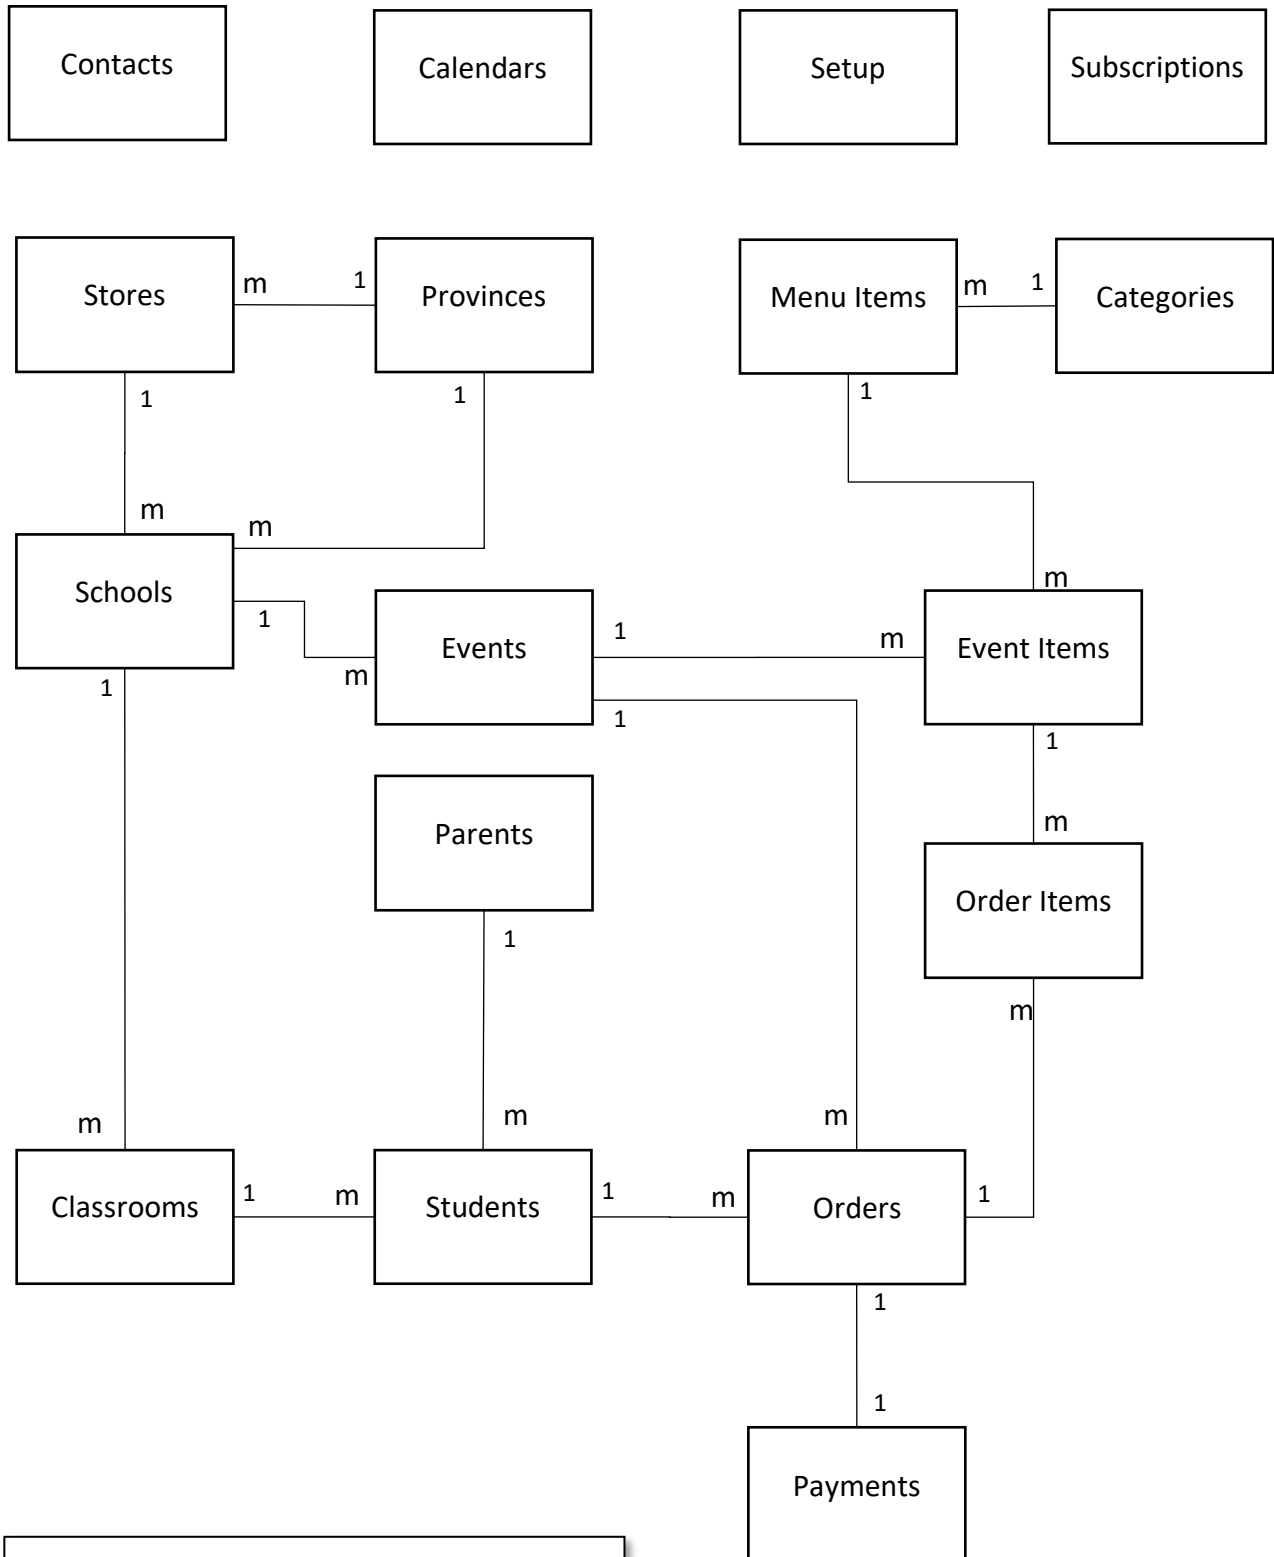 Contacts
Calendars
Setup
Subscriptions
Stores
m
1
Provinces
Menu Items
m
1
Categories
1
1
1
m
m
Schools
1
m
Events
1
m
m
Event Items
1
1
1
Parents
m
Order Items
1
m
m
m
m
Classrooms
1
m
Students
1
m
Orders
1
1
1
Payments